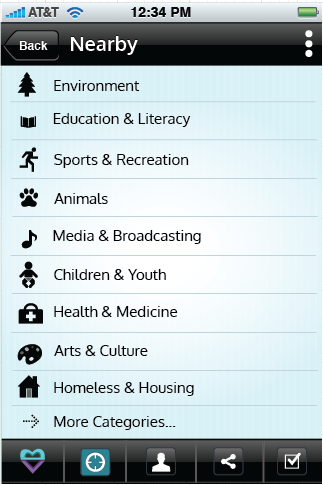 AT&T 12:34 PM
Back Nearby
Environment
Education & Literacy
Sports & Recreation
Animals
Media & Broadcasting
Children & Youth
Health & Medicine
Arts & Culture
Homeless & Housing
More Categories...